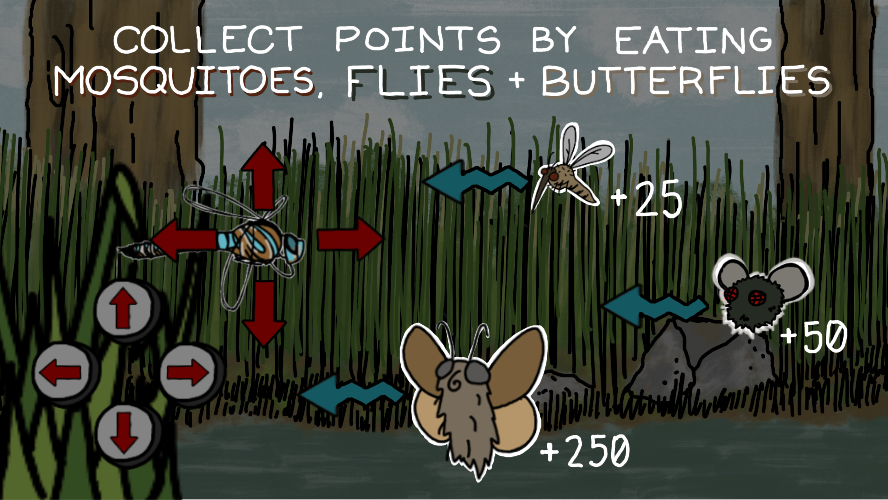 COLLECT POINTS BY EATING
MOSQUITOES, FLIES + BUTTERFLIES
+25
+50
+250